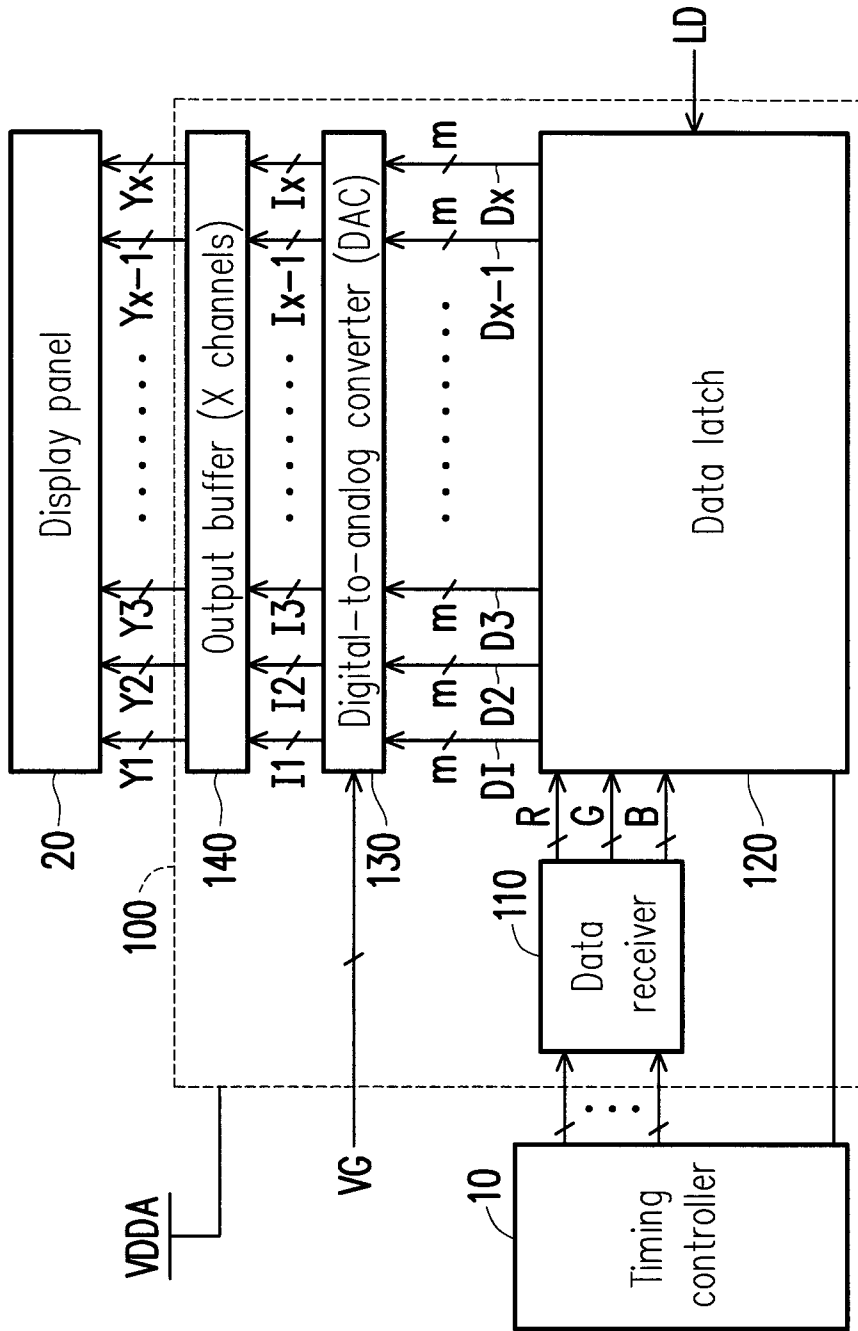 VDDA
100
20
Display panel
Y1
Y2
Y3
Yx-1
Yx
140
Output buffer (X channels)
I1
I2
I3
Ix-1
Ix
VG
130
Digital-to-analog converter (DAC)
m
m
m
m
m
DI
D2
D3
Dx-1
Dx
10
Timing
controller
110
Data
receiver
R
G
B
120
Data latch
LD